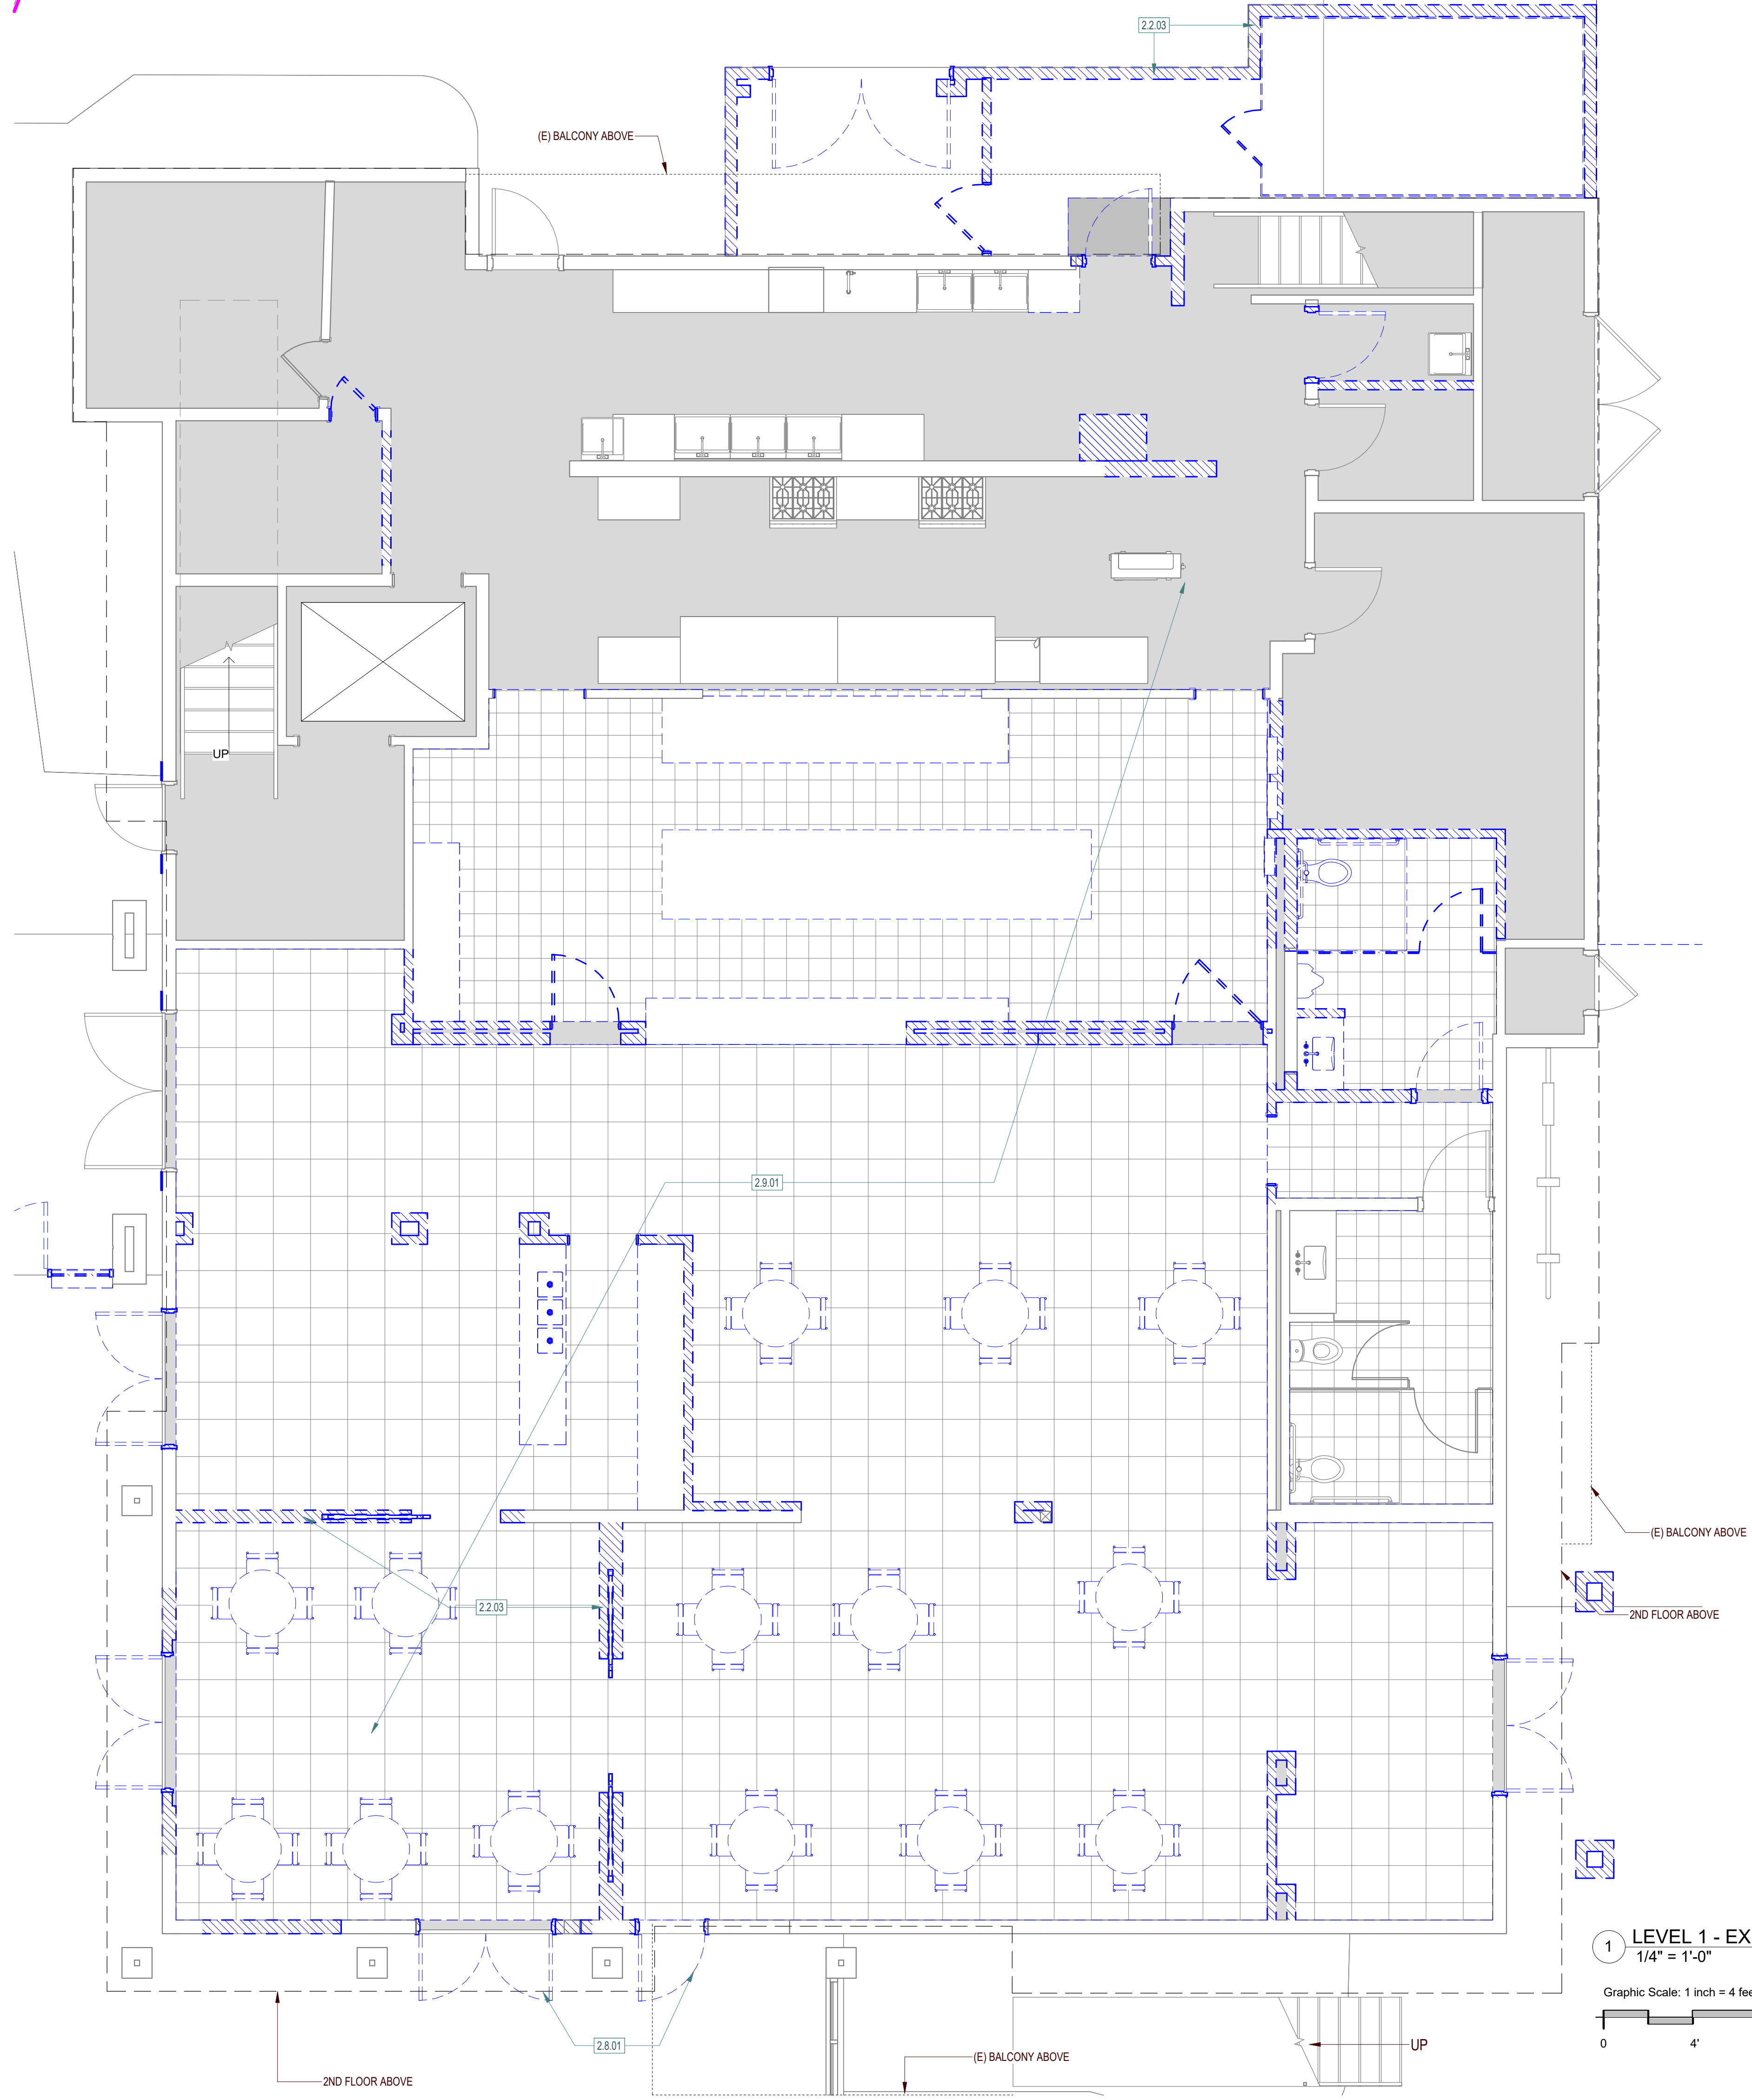 2.2.03
(E) BALCONY ABOVE
UP
2.9.01
(E) BALCONY ABOVE
2.2.03
2ND FLOOR ABOVE
1
LEVEL 1 - EX
1/4" = 1'-0"
Graphic Scale: 1 inch = 4 fee
0 4'
2.8.01
UP
(E) BALCONY ABOVE
2ND FLOOR ABOVE